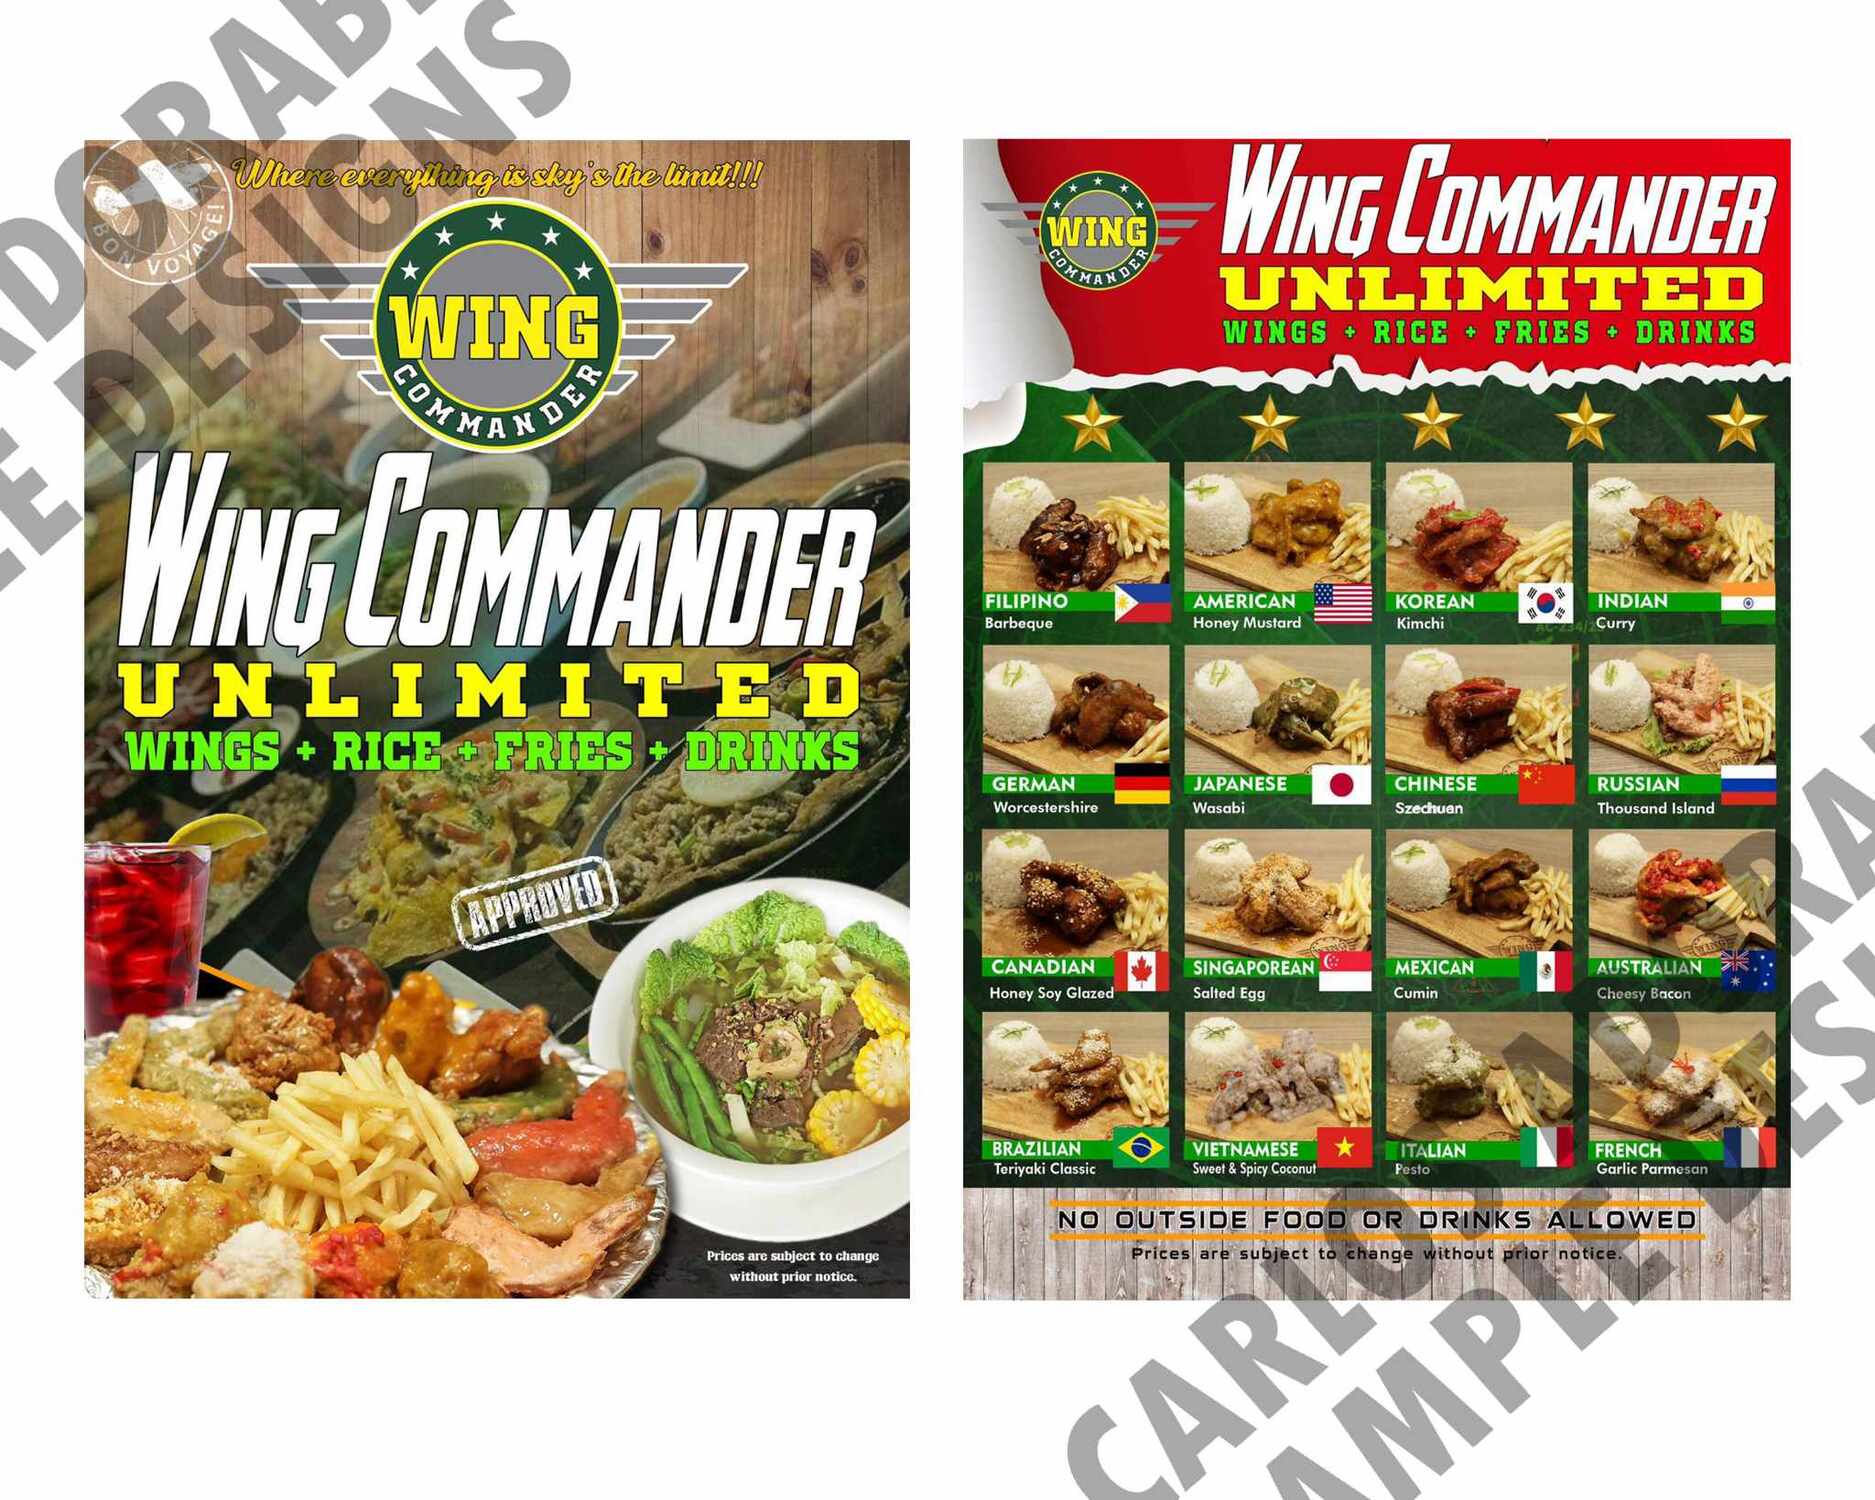 BON VOYAGE!
Where everything is sky's the limit!!!
WING
COMMANDER
WING COMMANDER
UNLIMITED
WINGS + RICE + FRIES + DRINKS
APPROVED
Prices are subject to change
without prior notice.
WING
COMMANDER
WING COMMANDER
UNLIMITED
WINGS + RICE + FRIES + DRINKS
FILIPINO
Barbeque
AMERICAN
Honey Mustard
KOREAN
Kimchi
INDIAN
Curry
GERMAN
Worcestershire
JAPANESE
Wasabi
CHINESE
Szechuan
RUSSIAN
Thousand Island
CANADIAN
Honey Soy Glazed
SINGAPOREAN
Salted Egg
MEXICAN
Cumin
AUSTRALIAN
Cheesy Bacon
BRAZILIAN
Teriyaki Classic
VIETNAMESE
Sweet & Spicy Coconut
ITALIAN
Pesto
FRENCH
Garlic Parmesan
NO OUTSIDE FOOD OR DRINKS ALLOWED
Prices are subject to change without prior notice.
DESIGNS
CARLOS